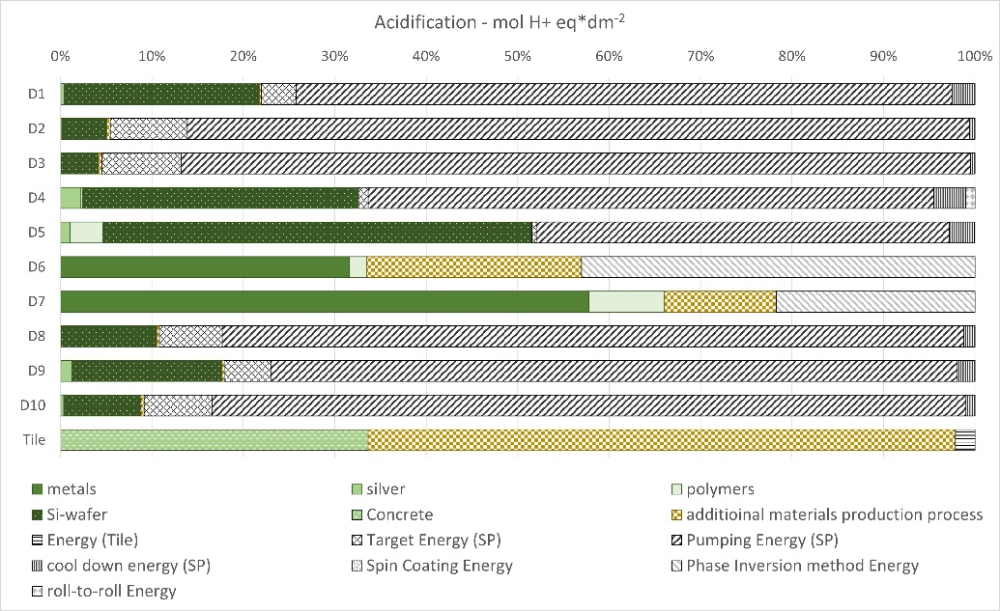 Acidification - mol H+ eq*dm-2
0% 10% 20% 30% 40% 50% 60% 70% 80% 90% 100%
D1
D2
D3
D4
D5
D6
D7
D8
D9
D10
Tile
metals silver polymers
Si-wafer Concrete additioinal materials production process
Energy (Tile) Target Energy (SP) Pumping Energy (SP)
cool down energy (SP) Spin Coating Energy Phase Inversion method Energy
roll-to-roll Energy